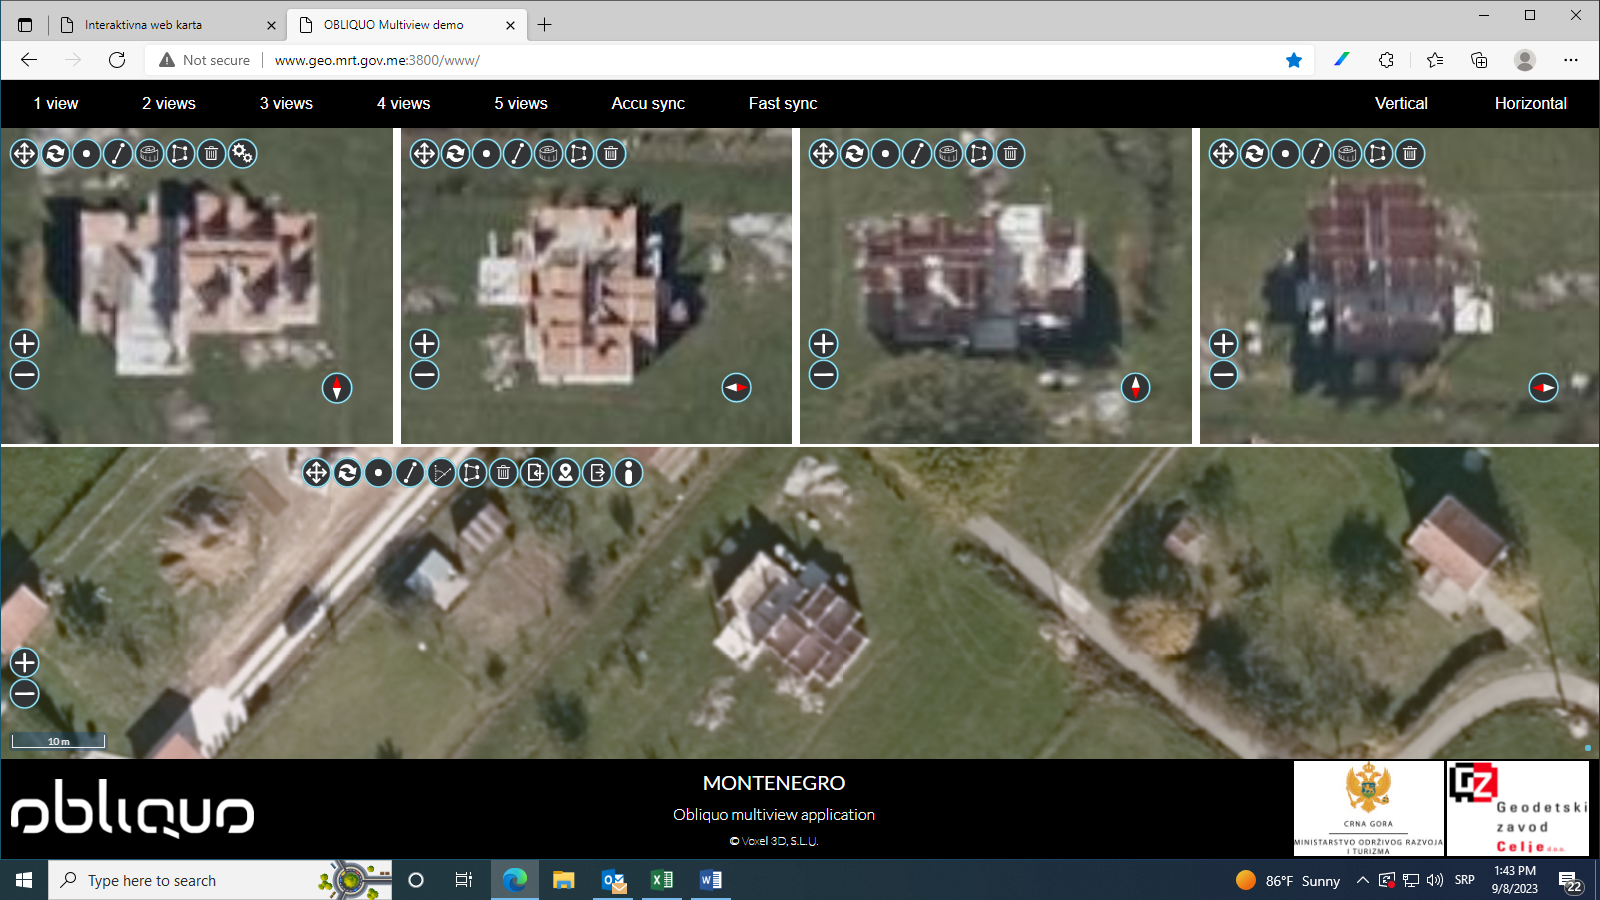 Interaktivna web karta
OBLIQUO Multiview demo
Not secure
www.geo.mrt.gov.me:3800/www/
1 view
2 views
3 views
4 views
5 views
Accu sync
Fast sync
Vertical
Horizontal
10 m
obliquo
MONTENEGRO
Obliquo multiview application
© Voxel 3D, S.L.U.
CRNA GORA
MINISTARSTVO ODRŽIVOG RAZVOJA
I TURIZMA
GZ
Geodetski
zavod
Celje d.o.o.
Type here to search
86°F Sunny
SRP
1:43 PM
9/8/2023
22